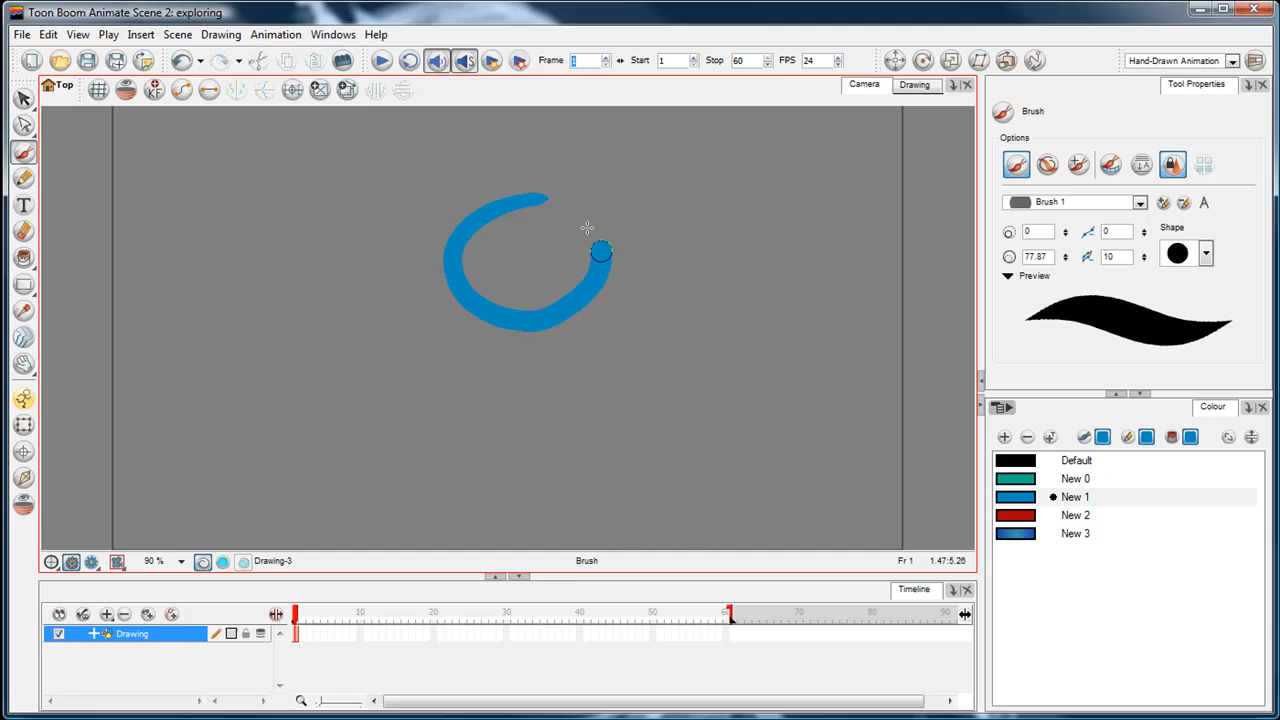 Toon Boom Animate Scene 2: exploring
File Edit View Play Insert Scene Drawing Animation Windows Help
Frame 1 Start 1 Stop 60 FPS 24 Hand-Drawn Animation
Top KF Camera Drawing Tool Properties
Brush
Options
Brush 1
0 0 Shape
77.87 10
Preview
Colour
Default
New 0
New 1
New 2
New 3
90 % Drawing-3 Brush Fr 1 1.47:5.26
Timeline
10 20 30 40 50 60 70 80 90
Drawing